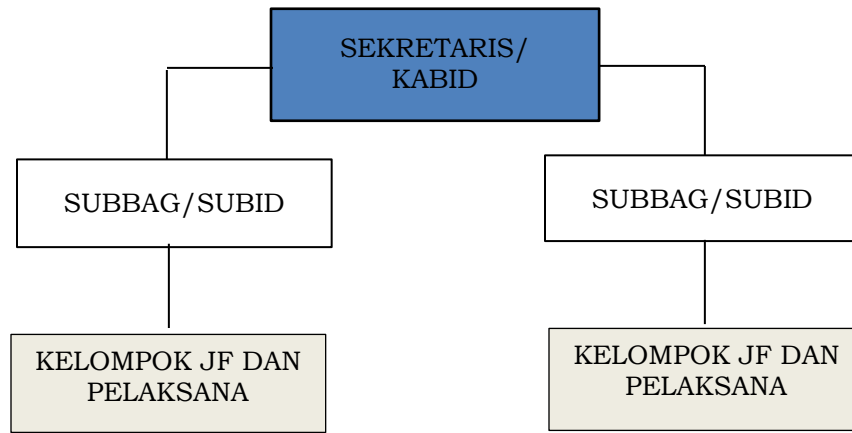 SEKRETARIS/
KABID
SUBBAG/SUBID
SUBBAG/SUBID
KELOMPOK JF DAN
PELAKSANA
KELOMPOK JF DAN
PELAKSANA